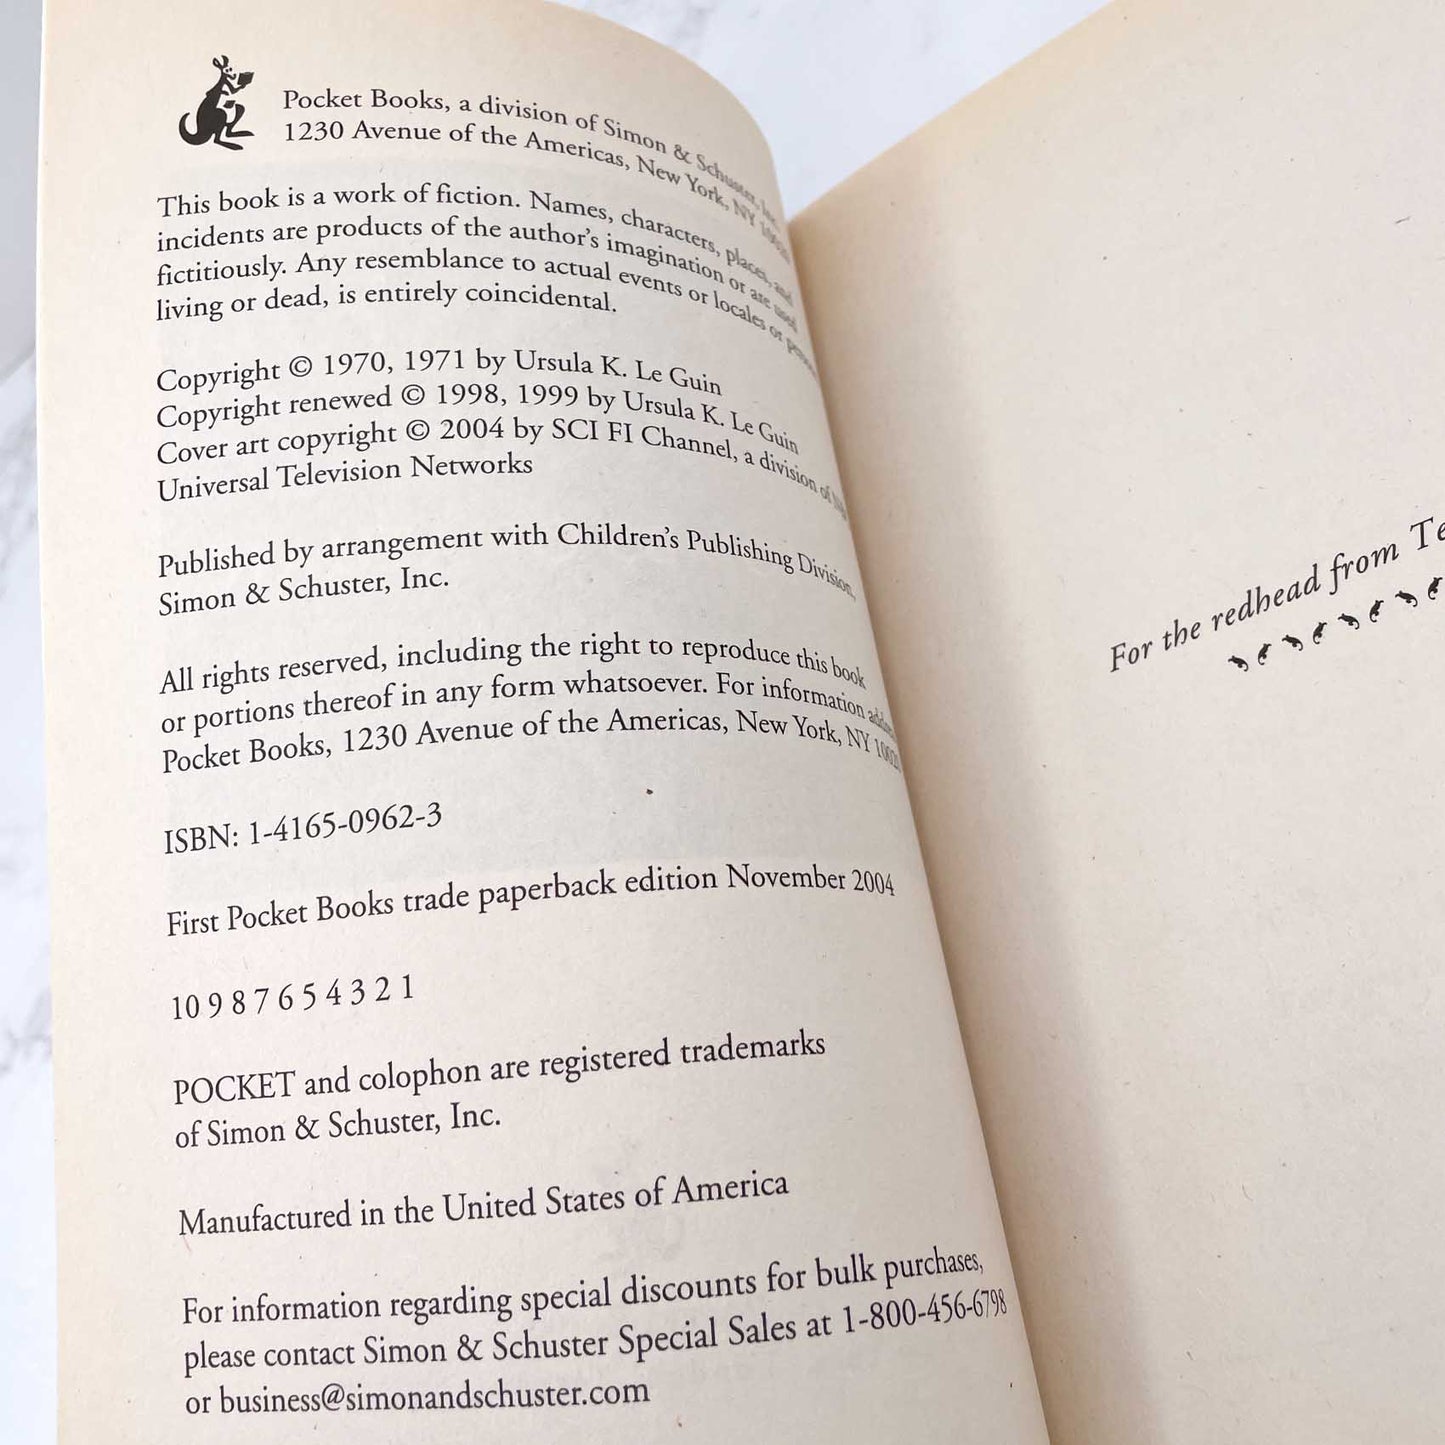 Pocket Books, a division of Simon & Schuster, Inc.
1230 Avenue of the Americas, New York, NY
This book is a work of fiction. Names, characters, places, and
incidents are products of the author's imagination or are used
fictitiously. Any resemblance to actual events or locales or
living or dead, is entirely coincidental.
Copyright © 1970, 1971 by Ursula K. Le Guin
Copyright renewed © 1998, 1999 by Ursula K. Le Guin
Cover art copyright © 2004 by SCI FI Channel, a division of
Universal Television Networks
Published by arrangement with Children's Publishing Division,
Simon & Schuster, Inc.
All rights reserved, including the right to reproduce this book
or portions thereof in any form whatsoever. For information
Pocket Books, 1230 Avenue of the Americas, New York, NY
ISBN: 1-4165-0962-3
First Pocket Books trade paperback edition November 2004
10 9 8 7 6 5 4 3 2 1
POCKET and colophon are registered trademarks
of Simon & Schuster, Inc.
Manufactured in the United States of America
For information regarding special discounts for bulk purchases,
please contact Simon & Schuster Special Sales at 1-800-456-6798
or business@simonandschuster.com
For the redhead from Te